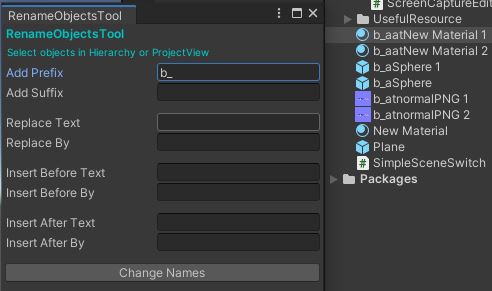 RenameObjectsTool
RenameObjectsTool
Select objects in Hierarchy or ProjectView
Add Prefix b_
Add Suffix
Replace Text
Replace By
Insert Before Text
Insert Before By
Insert After Text
Insert After By
Change Names
ScreenCaptureEdit
UsefulResource
b_aatNew Material 1
b_aatNew Material 2
b_aSphere 1
b_aSphere
b_atnormalPNG 1
b_atnormalPNG 2
New Material
Plane
SimpleSceneSwitch
Packages